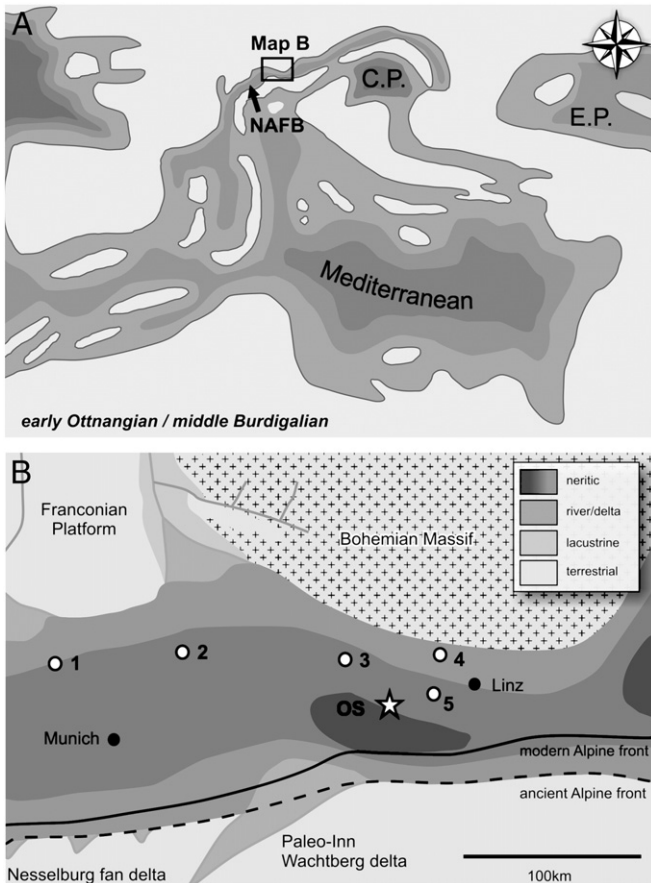 A
Map B
C.P.
NAFB
E.P.
Mediterranean
early Ottnangian / middle Burdigalian
B
Franconian
Platform
Bohemian Massif
neritic
river/delta
lacustrine
terrestrial
1
2
3
4
5
Linz
OS
Munich
modern Alpine front
ancient Alpine front
Paleo-Inn
Wachtberg delta
Nesselburg fan delta
100km